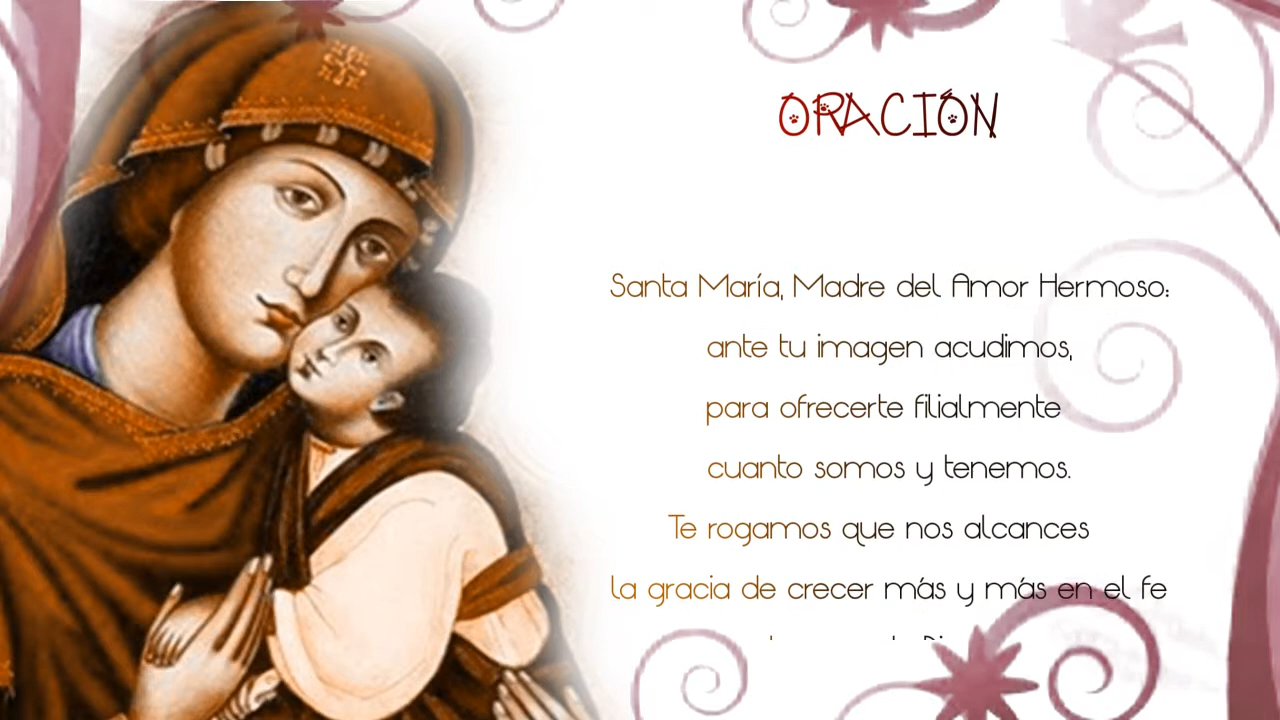 ORACIÓN
Santa María, Madre del Amor Hermoso:
ante tu imagen acudimos,
para ofrecerte filialmente
cuanto somos y tenemos.
Te rogamos que nos alcances
la gracia de crecer más y más en el fe